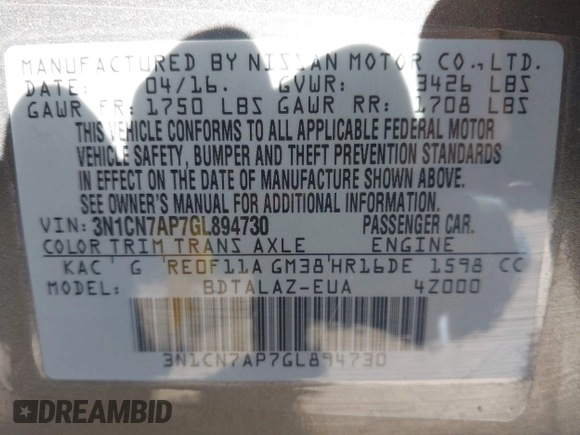 MANUFACTURED BY NISSAN MOTOR CO.,LTD.
DATE: 04/16. GVWR: 3426 LBS
GAWR FR: 1750 LBS GAWR RR: 1708 LBS
THIS VEHICLE CONFORMS TO ALL APPLICABLE FEDERAL MOTOR
VEHICLE SAFETY, BUMPER AND THEFT PREVENTION STANDARDS
IN EFFECT ON THE DATE OF MANUFACTURE SHOWN ABOVE.
SEE OWNER'S MANUAL FOR ADDITIONAL INFORMATION.
VIN: 3N1CN7AP7GL894730 PASSENGER CAR.
COLOR TRIM TRANS AXLE ENGINE
KAC G RE0F11A GM38 HR16DE 1598 CC
MODEL: BDTALAZ-EUA 4Z000
3N1CN7AP7GL894730
DREAMBID